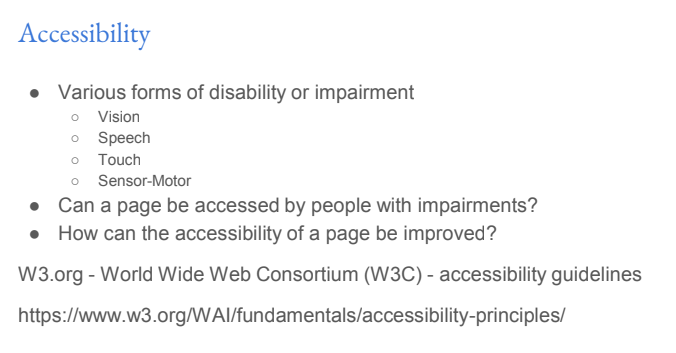 Accessibility
● Various forms of disability or impairment
○ Vision
○ Speech
○ Touch
○ Sensor-Motor
● Can a page be accessed by people with impairments?
● How can the accessibility of a page be improved?
W3.org - World Wide Web Consortium (W3C) - accessibility guidelines
https://www.w3.org/WAI/fundamentals/accessibility-principles/